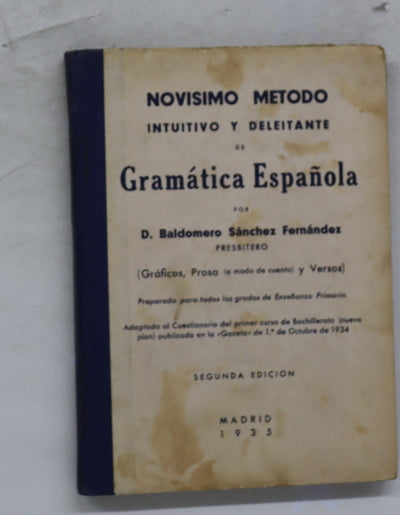 NOVISIMO METODO
INTUITIVO Y DELEITANTE
DE
Gramática Española
POR
D. Baldomero Sánchez Fernández
PRESBITERO
(Gráficos, Prosa (a modo de cuento) y Versos)
Preparado para todos los grados de Enseñanza Primaria
Adaptado al Cuestionario del primer curso de Bachillerato (nuevo
plan) publicado en la «Gaceta» de 1.º de Octubre de 1934
SEGUNDA EDICION
MADRID
1935